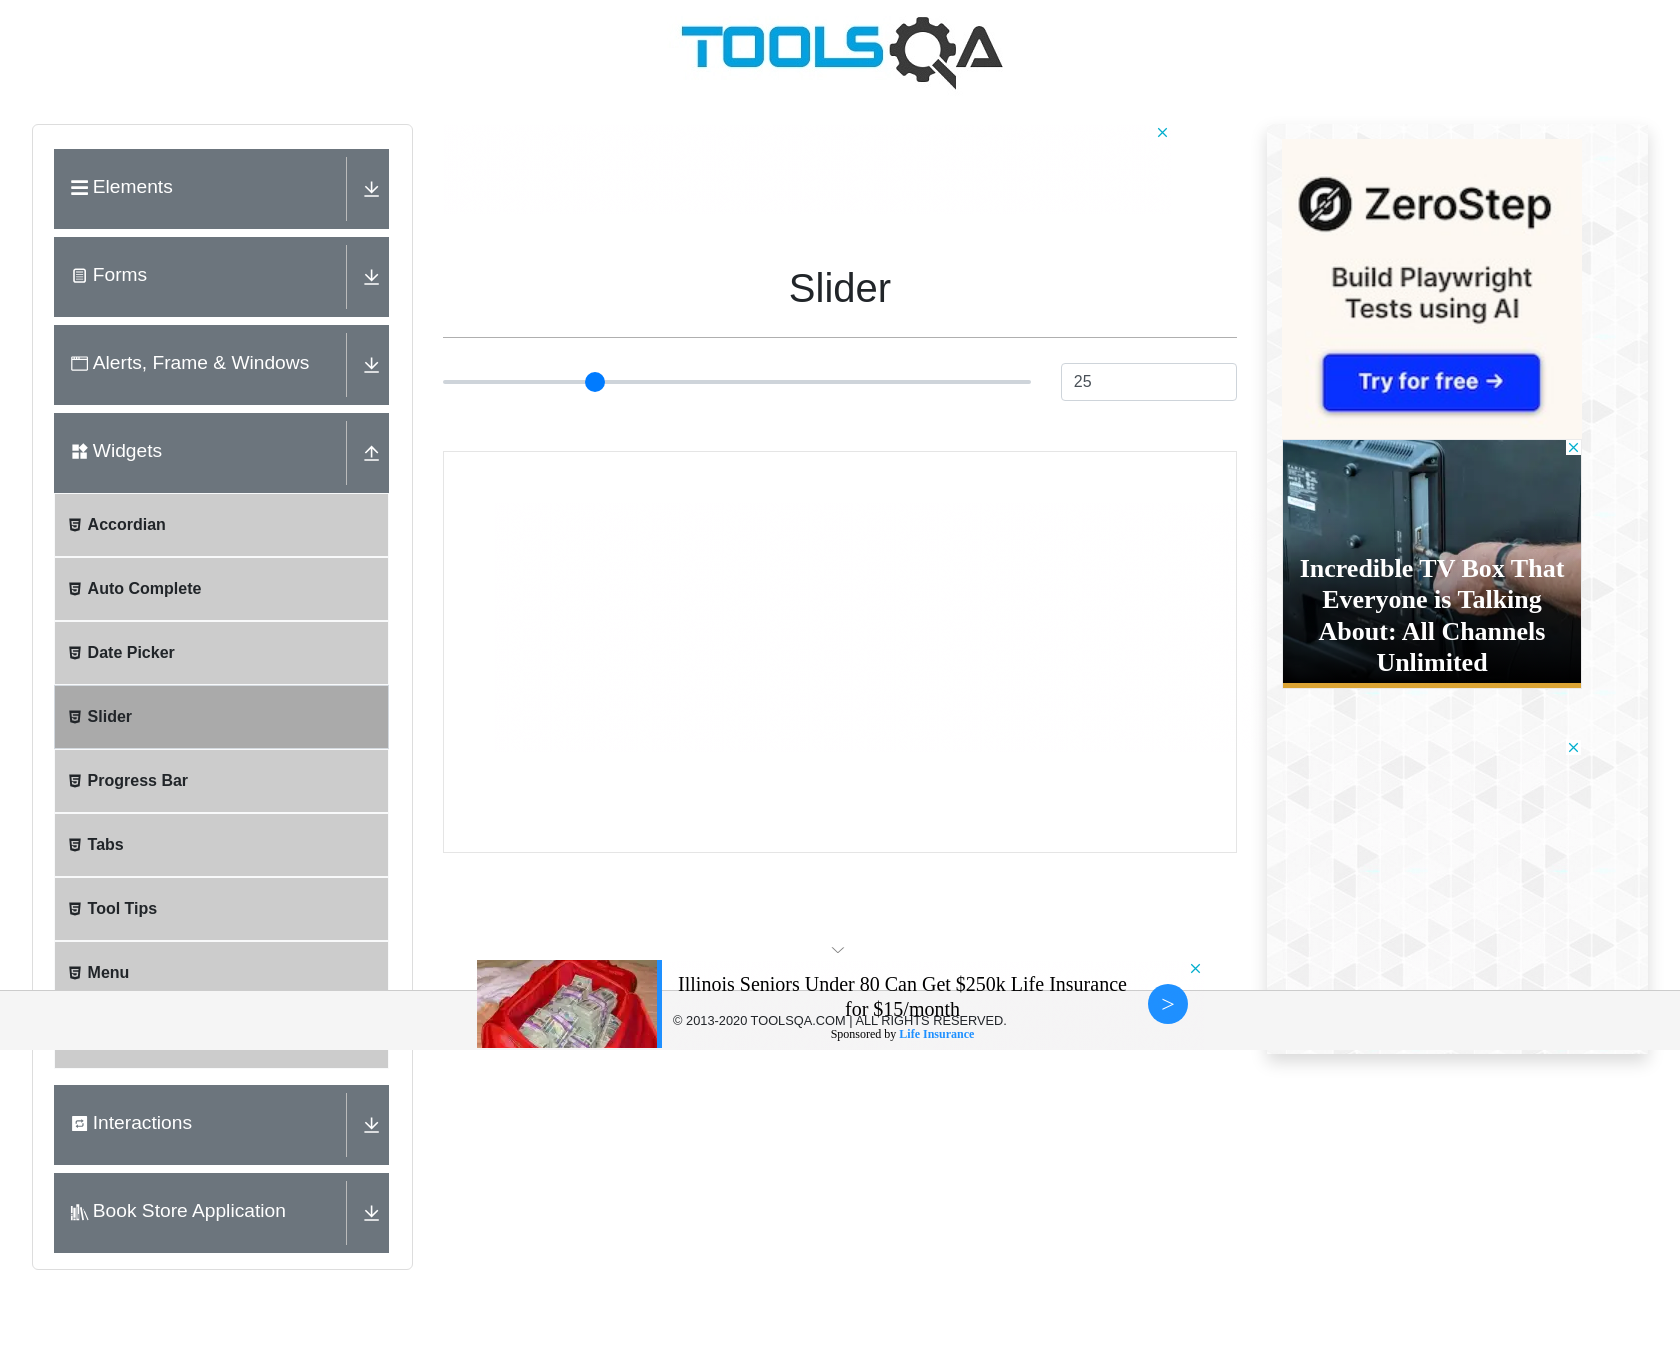 TOOLSQA
Elements
Forms
Alerts, Frame & Windows
Widgets
Accordian
Auto Complete
Date Picker
Slider
Progress Bar
Tabs
Tool Tips
Menu
Interactions
Book Store Application
Slider
25
Illinois Seniors Under 80 Can Get $250k Life Insurance
for $15/month
>
© 2013-2020 TOOLSQA.COM | ALL RIGHTS RESERVED.
Sponsored by Life Insurance
ZeroStep
Build Playwright
Tests using AI
Try for free →
Incredible TV Box That
Everyone is Talking
About: All Channels
Unlimited